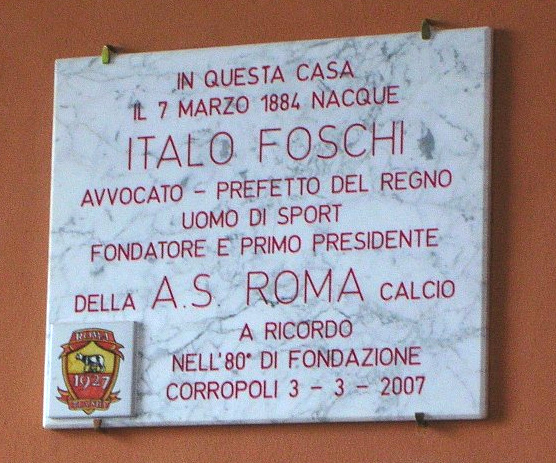 IN QUESTA CASA
IL 7 MARZO 1884 NACQUE
ITALO FOSCHI
AVVOCATO - PREFETTO DEL REGNO
UOMO DI SPORT
FONDATORE E PRIMO PRESIDENTE
DELLA A.S. ROMA CALCIO
A RICORDO
NELL'80° DI FONDAZIONE
CORROPOLI 3 - 3 - 2007
ROMA
1927